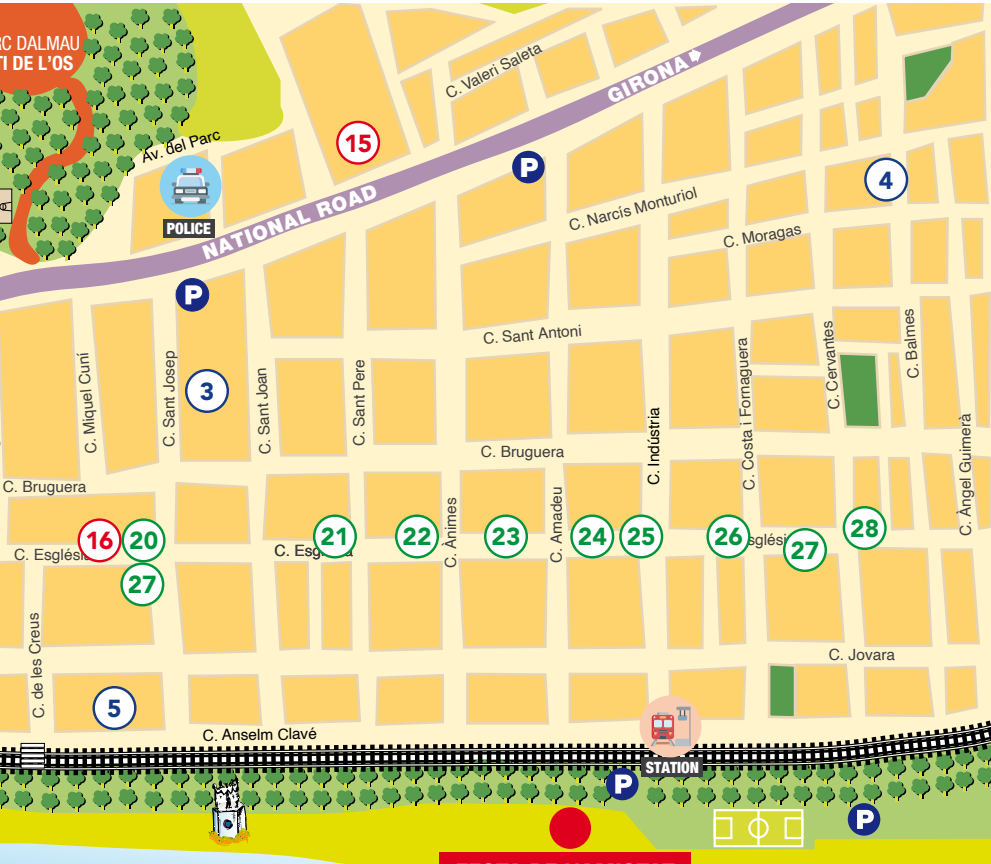 RC DALMAU
TI DE L'OS
C. Valeri Saleta
GIRONA
Av. del Parc
15
P
4
POLICE
NATIONAL ROAD
C. Narcís Monturiol
C. Moragas
P
C. Sant Antoni
C. Miquel Cuní
C. Sant Josep
3
C. Sant Joan
C. Sant Pere
C. Indústria
C. Costa i Fornaguera
C. Cervantes
C. Balmes
C. Àngel Guimerà
C. Bruguera
C. Bruguera
C. Ànimes
C. Amadeu
16
20
21
22
23
24
25
26
27
28
C. Església
C. Esg
sglési
27
C. de les Creus
C. Jovara
5
C. Anselm Clavé
STATION
P
P